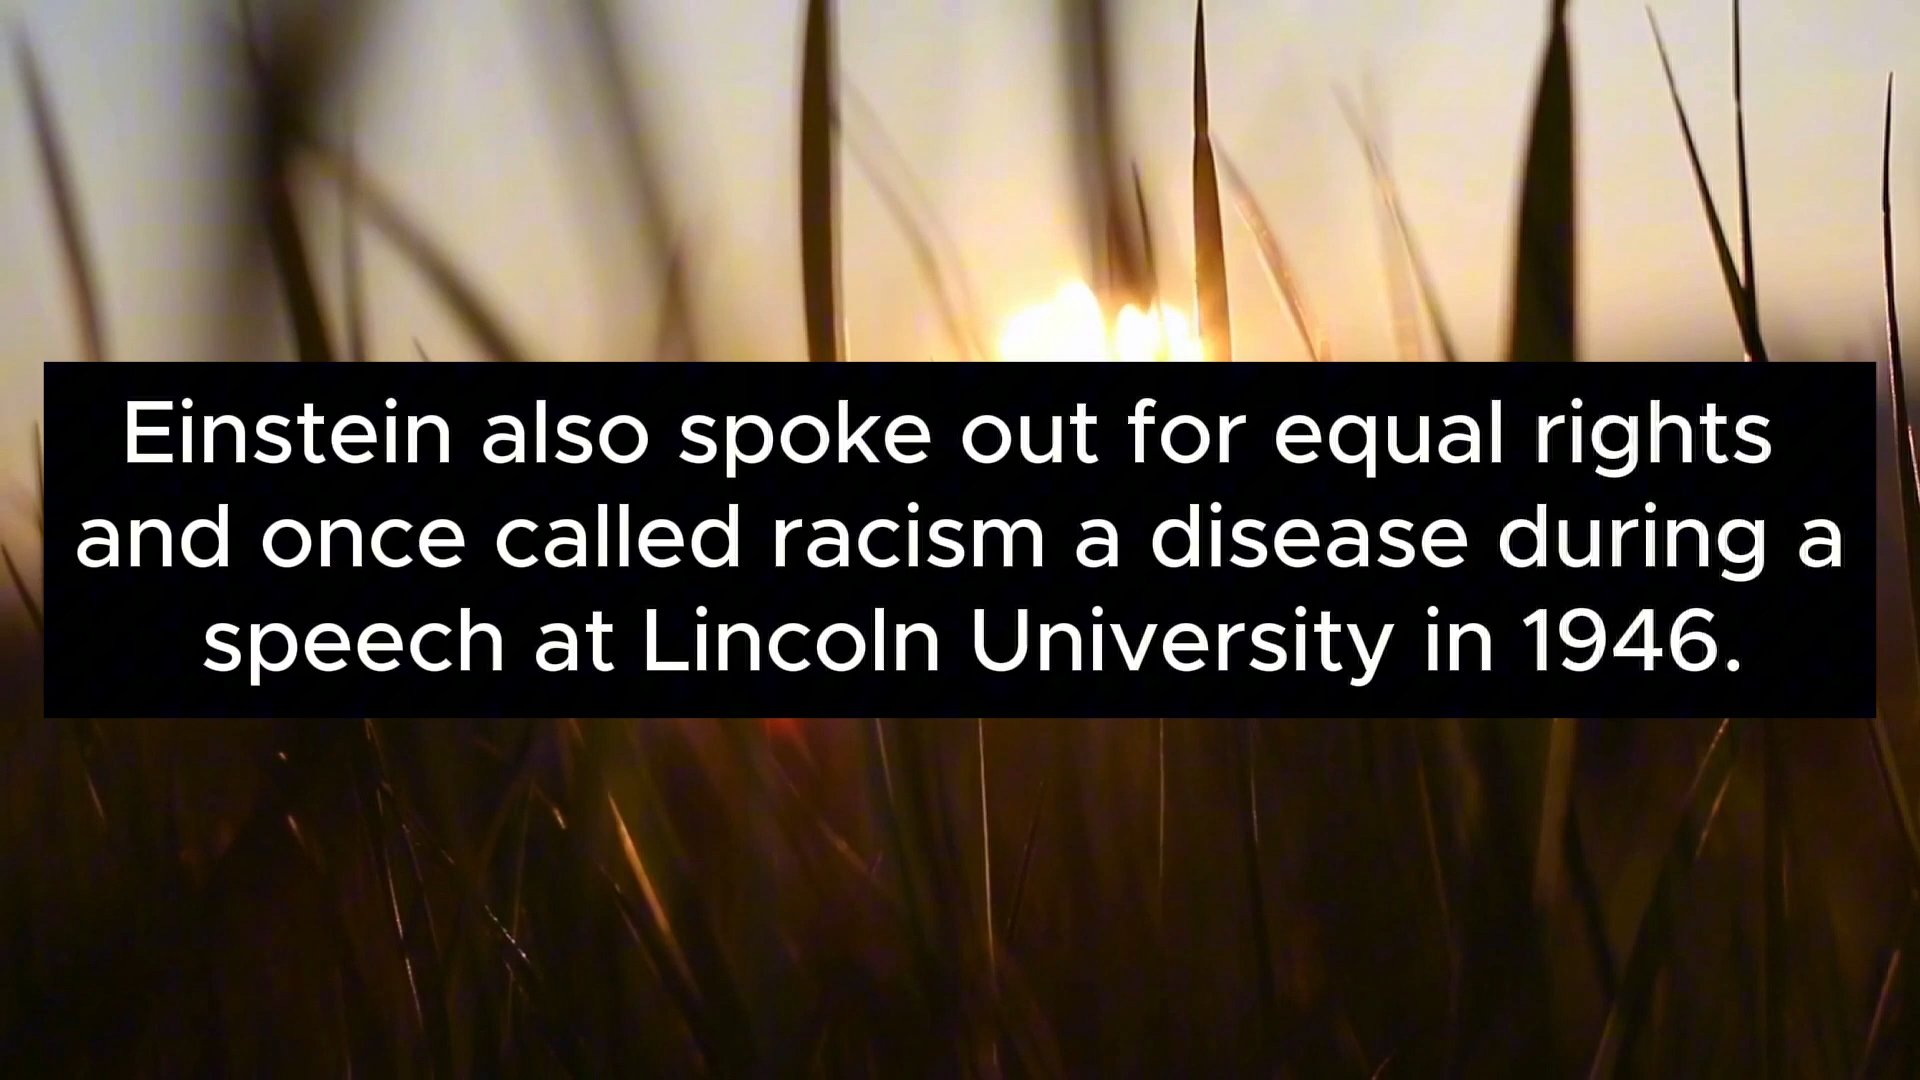 Einstein also spoke out for equal rights
and once called racism a disease during a
speech at Lincoln University in 1946.